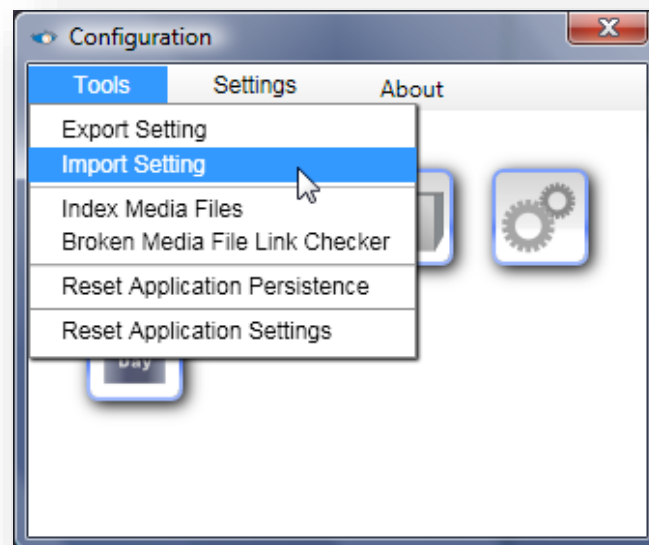 Configuration
Tools Settings About
Export Setting
Import Setting
Index Media Files
Broken Media File Link Checker
Reset Application Persistence
Reset Application Settings
Day